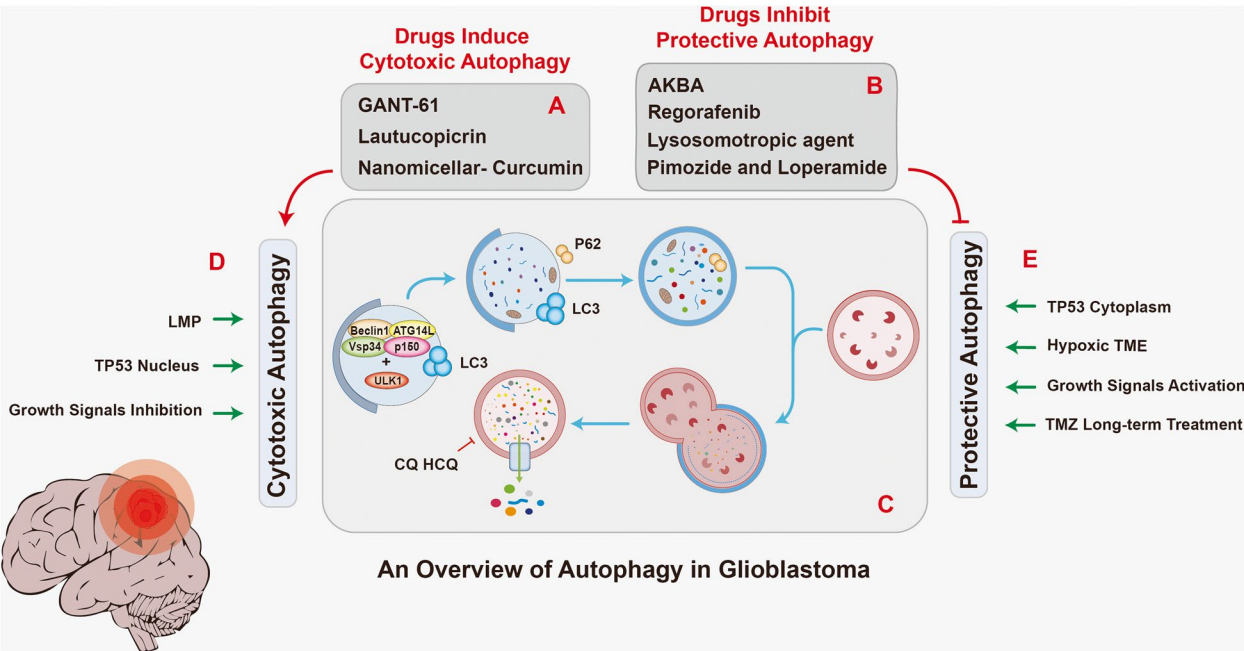 Drugs Induce
Cytotoxic Autophagy
Drugs Inhibit
Protective Autophagy
A
GANT-61
Lautucopicrin
Nanomicellar- Curcumin
B
AKBA
Regorafenib
Lysosomotropic agent
Pimozide and Loperamide
D
LMP
TP53 Nucleus
Growth Signals Inhibition
Cytotoxic Autophagy
P62
LC3
Beclin1 ATG14L
Vsp34 p150
+
ULK1
LC3
CQ HCQ
C
Protective Autophagy
E
TP53 Cytoplasm
Hypoxic TME
Growth Signals Activation
TMZ Long-term Treatment
An Overview of Autophagy in Glioblastoma